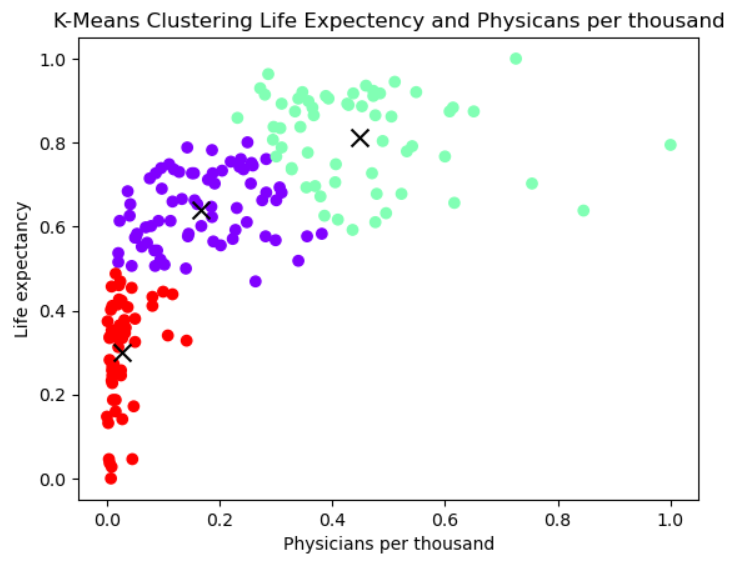 K-Means Clustering Life Expectency and Physicans per thousand
1.0
0.8
0.6
0.4
0.2
0.0
Life expectancy
0.0 0.2 0.4 0.6 0.8 1.0
Physicians per thousand